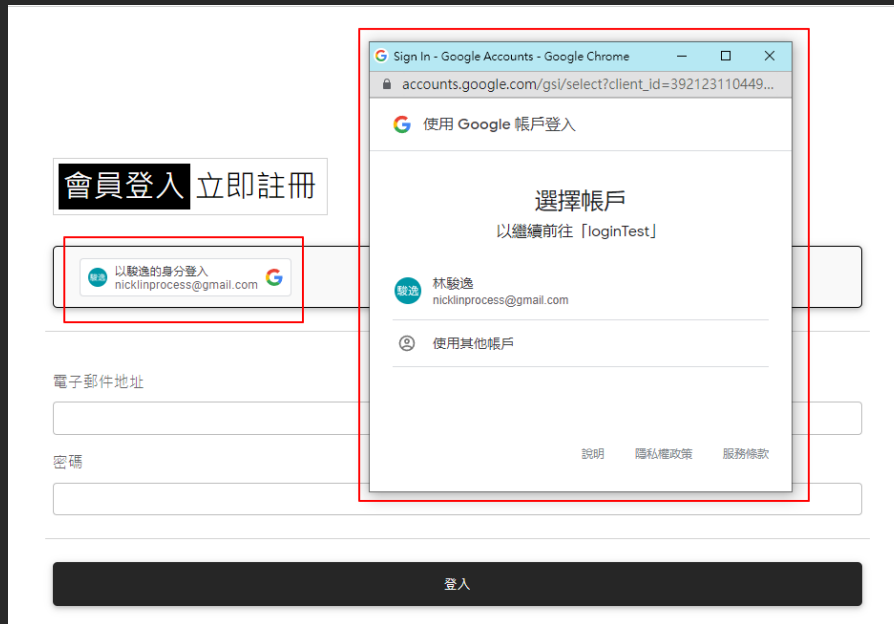 Sign In - Google Accounts - Google Chrome
accounts.google.com/gsi/select?client_id=392123110449...
使用 Google 帳戶登入
選擇帳戶
以繼續前往「loginTest」
林駿逸
駿逸
nicklinprocess@gmail.com
使用其他帳戶
說明 隱私權政策 服務條款
會員登入 立即註冊
駿逸
以駿逸的身分登入
nicklinprocess@gmail.com
電子郵件地址
密碼
登入